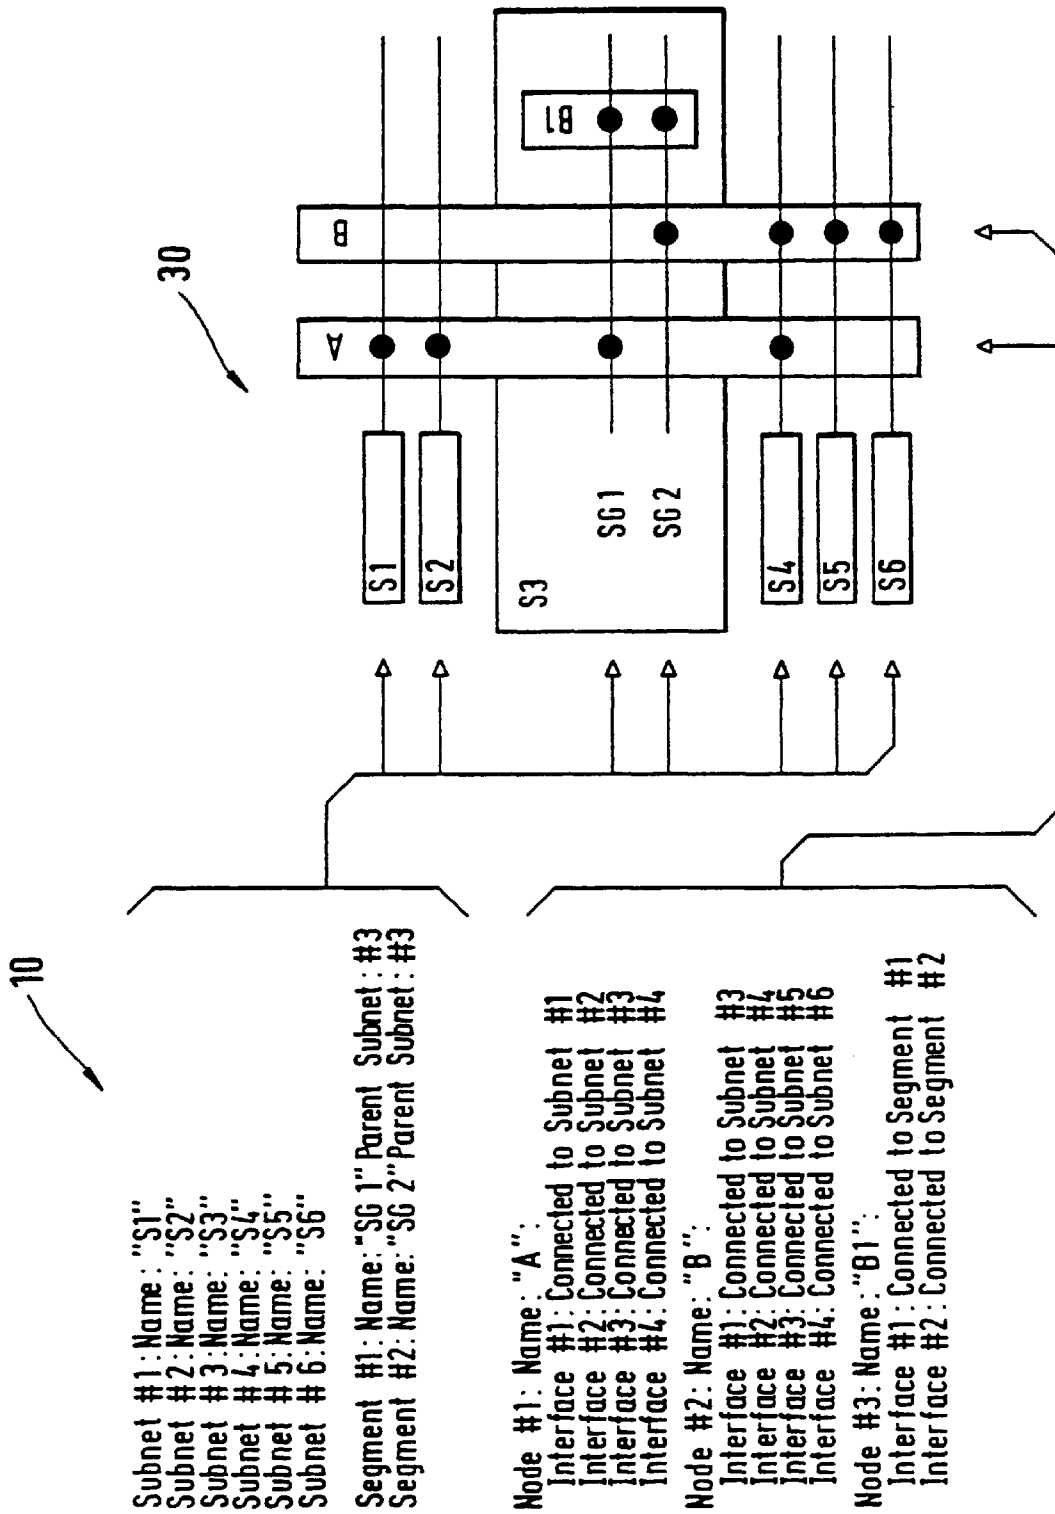 10
Subnet #1: Name: "S1"
Subnet #2: Name: "S2"
Subnet #3: Name: "S3"
Subnet #4: Name: "S4"
Subnet #5: Name: "S5"
Subnet #6: Name: "S6"
Segment #1: Name: "SG 1" Parent Subnet: #3
Segment #2: Name: "SG 2" Parent Subnet: #3
Node #1: Name: "A":
Interface #1: Connected to Subnet #1
Interface #2: Connected to Subnet #2
Interface #3: Connected to Subnet #3
Interface #4: Connected to Subnet #4
Node #2: Name: "B":
Interface #1: Connected to Subnet #3
Interface #2: Connected to Subnet #4
Interface #3: Connected to Subnet #5
Interface #4: Connected to Subnet #6
Node #3: Name: "B1":
Interface #1: Connected to Segment #1
Interface #2: Connected to Segment #2
30
A
B
B1
S1
S2
S3
SG1
SG2
S4
S5
S6